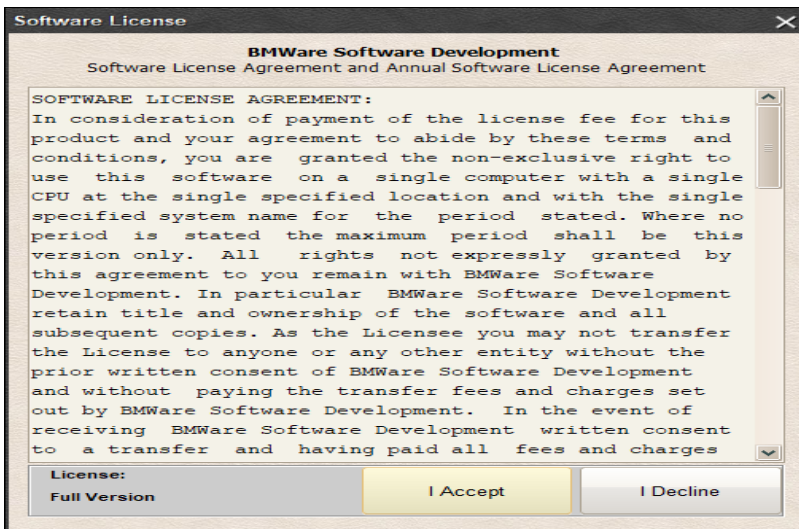 Software License
BMWare Software Development
Software License Agreement and Annual Software License Agreement
SOFTWARE LICENSE AGREEMENT:
In consideration of payment of the license fee for this
product and your agreement to abide by these terms and
conditions, you are granted the non-exclusive right to
use this software on a single computer with a single
CPU at the single specified location and with the single
specified system name for the period stated. Where no
period is stated the maximum period shall be this
version only. All rights not expressly granted by
this agreement to you remain with BMWare Software
Development. In particular BMWare Software Development
retain title and ownership of the software and all
subsequent copies. As the Licensee you may not transfer
the License to anyone or any other entity without the
prior written consent of BMWare Software Development
and without paying the transfer fees and charges set
out by BMWare Software Development. In the event of
receiving BMWare Software Development written consent
to a transfer and having paid all fees and charges
License:
Full Version
I Accept
I Decline